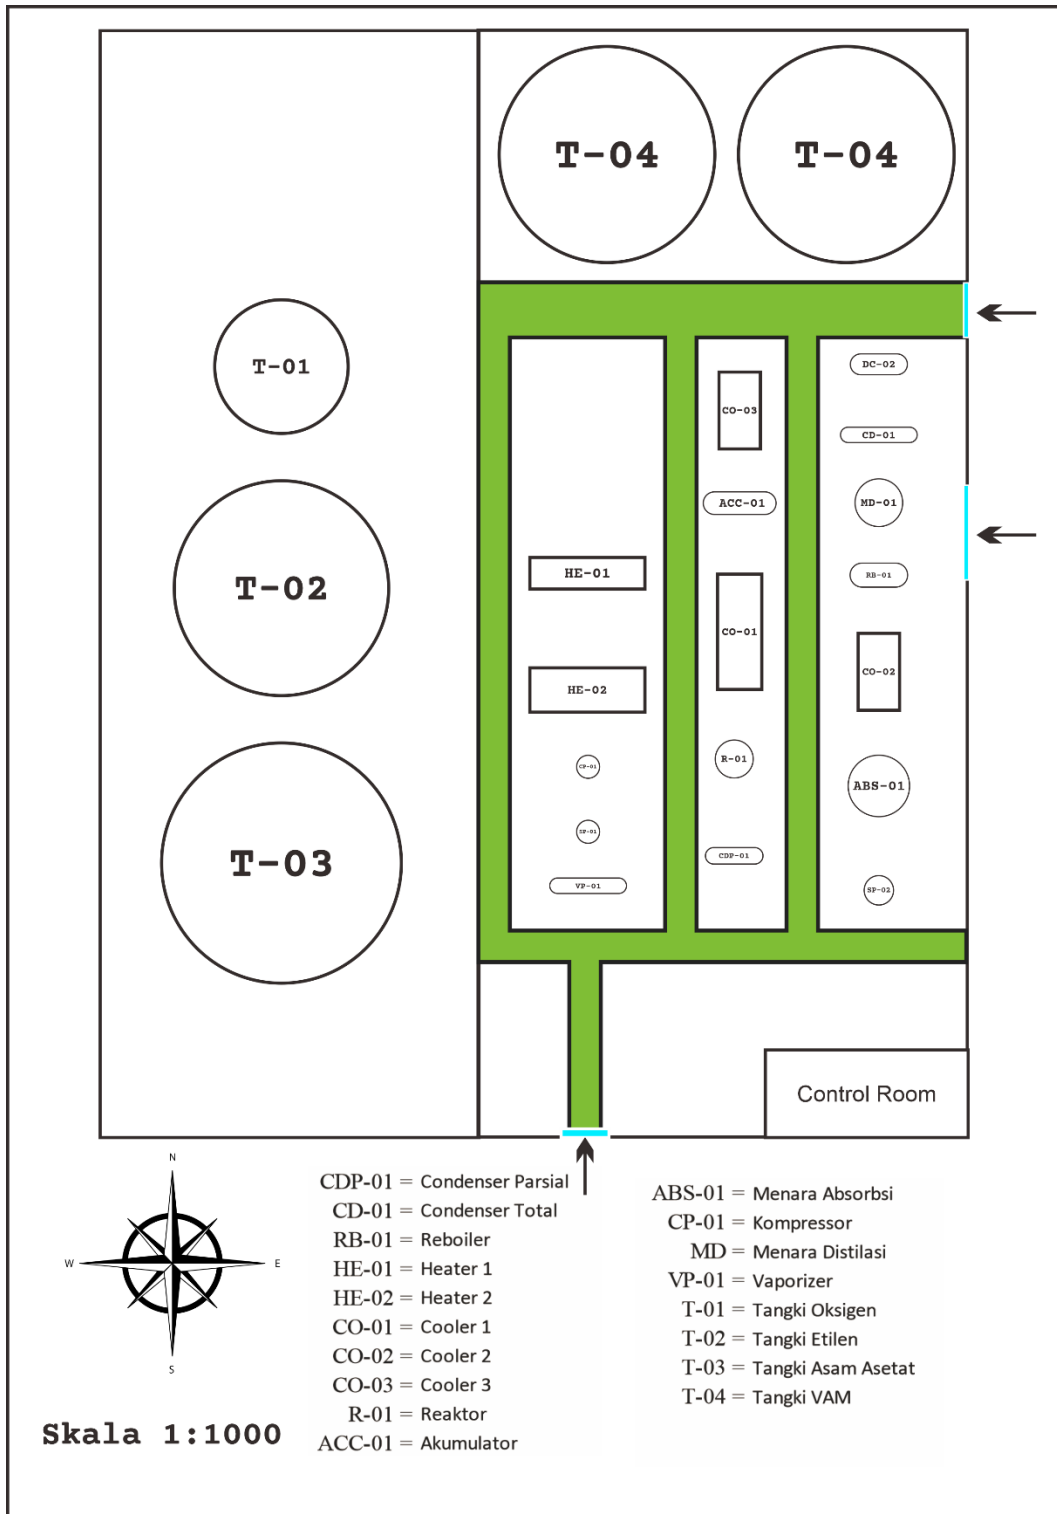 T-04
T-04
T-01
DC-02
CO-03
CD-01
ACC-01
MD-01
HE-01
RB-01
T-02
CO-01
CO-02
HE-02
CP-01
R-01
ABS-01
SP-01
CDP-01
T-03
VP-01
SP-02
Control Room
N
W
E
S
CDP-01 = Condenser Parsial
CD-01 = Condenser Total
RB-01 = Reboiler
HE-01 = Heater 1
HE-02 = Heater 2
CO-01 = Cooler 1
CO-02 = Cooler 2
CO-03 = Cooler 3
R-01 = Reaktor
ACC-01 = Akumulator
ABS-01 = Menara Absorbsi
CP-01 = Kompressor
MD = Menara Distilasi
VP-01 = Vaporizer
T-01 = Tangki Oksigen
T-02 = Tangki Etilen
T-03 = Tangki Asam Asetat
T-04 = Tangki VAM
Skala 1:1000